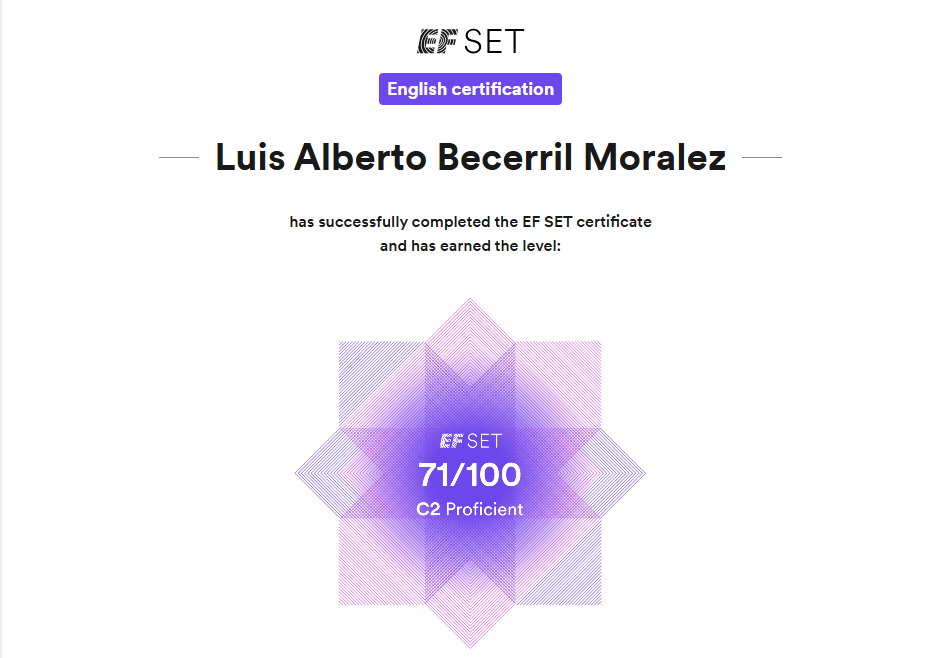 EF SET
English certification
Luis Alberto Becerril Moralez
has successfully completed the EF SET certificate
and has earned the level:
EF SET
71/100
C2 Proficient